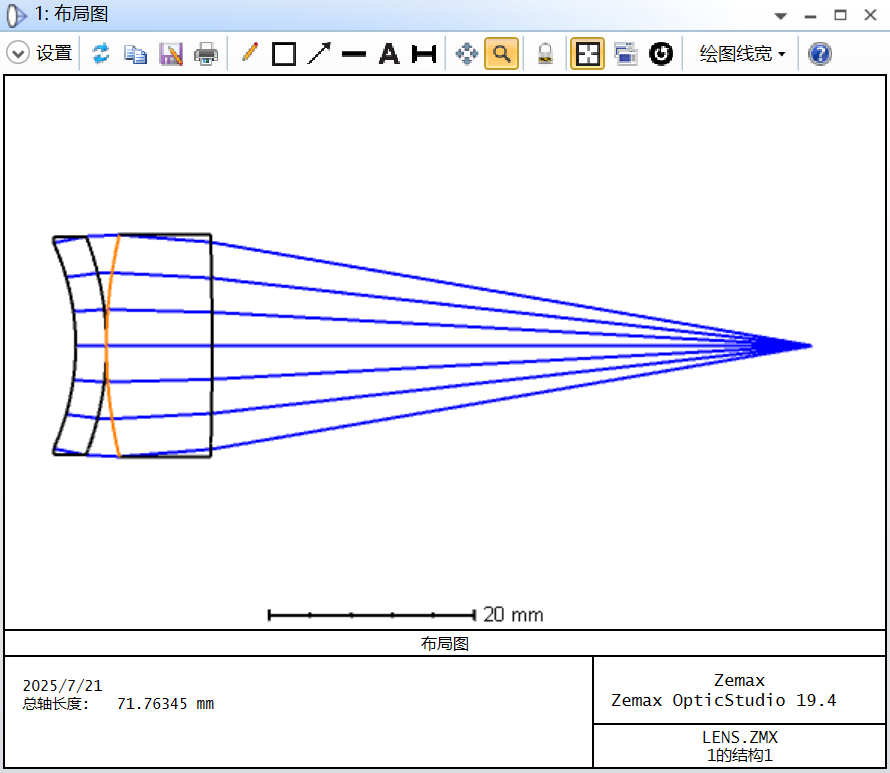 1: 布局图
设置
A
绘图线宽
20 mm
布局图
2025/7/21
总轴长度: 71.76345 mm
Zemax
Zemax OpticStudio 19.4
LENS.ZMX
1的结构1